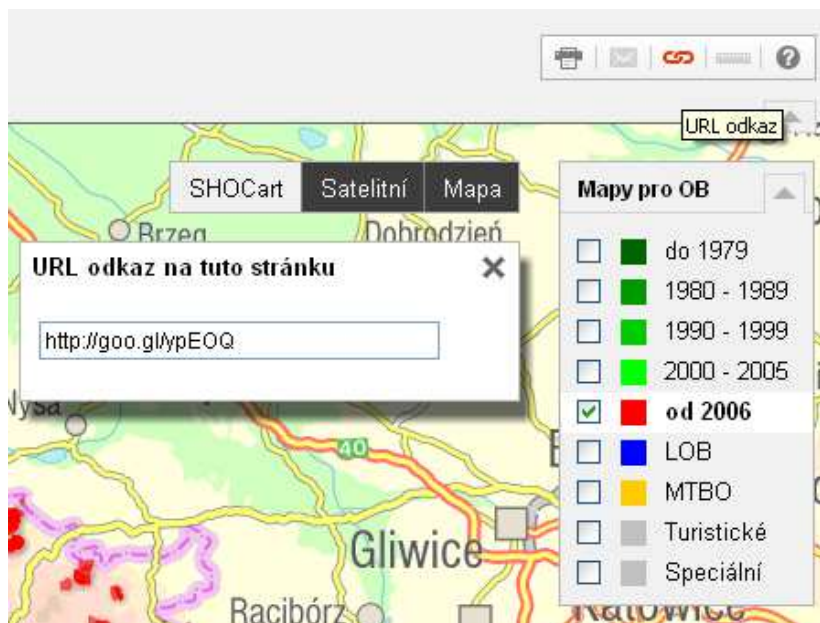 URL odkaz
SHOCart Satelitní Mapa
Mapy pro OB
Brzeg
Dobrodzień
URL odkaz na tuto stránku
http://goo.gl/ypEOQ
do 1979
1980 - 1989
1990 - 1999
2000 - 2005
od 2006
LOB
MTBO
Turistické
Speciální
Nysa
40
Gliwice
Racibórz
Katowice